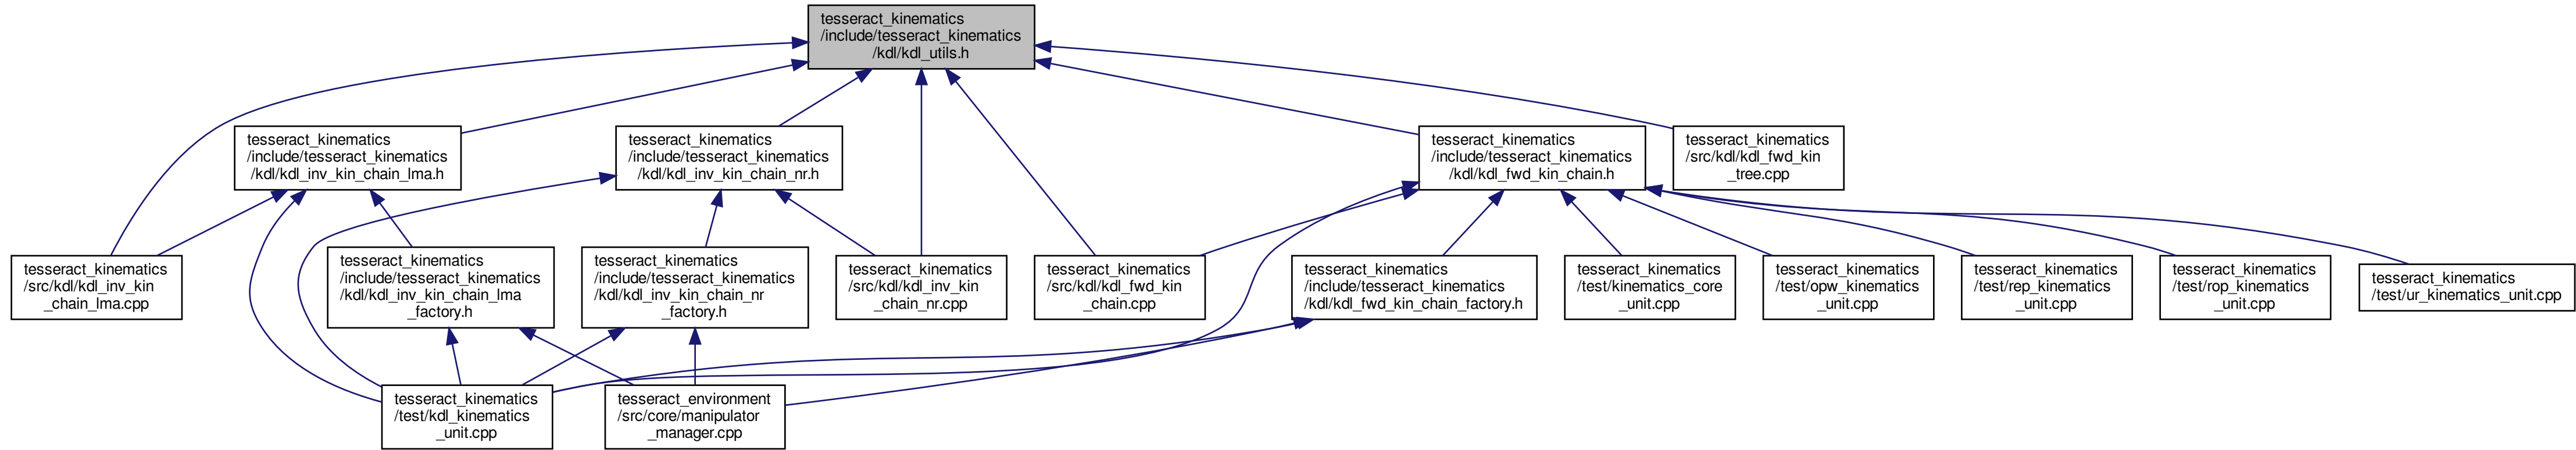 tesseract_kinematics
/include/tesseract_kinematics
/kdl/kdl_utils.h
tesseract_kinematics
/include/tesseract_kinematics
/kdl/kdl_inv_kin_chain_lma.h
tesseract_kinematics
/include/tesseract_kinematics
/kdl/kdl_inv_kin_chain_nr.h
tesseract_kinematics
/include/tesseract_kinematics
/kdl/kdl_fwd_kin_chain.h
tesseract_kinematics
/src/kdl/kdl_fwd_kin
_tree.cpp
tesseract_kinematics
/src/kdl/kdl_inv_kin
_chain_lma.cpp
tesseract_kinematics
/include/tesseract_kinematics
/kdl/kdl_inv_kin_chain_lma
_factory.h
tesseract_kinematics
/include/tesseract_kinematics
/kdl/kdl_inv_kin_chain_nr
_factory.h
tesseract_kinematics
/src/kdl/kdl_inv_kin
_chain_nr.cpp
tesseract_kinematics
/src/kdl/kdl_fwd_kin
_chain.cpp
tesseract_kinematics
/include/tesseract_kinematics
/kdl/kdl_fwd_kin_chain_factory.h
tesseract_kinematics
/test/kinematics_core
_unit.cpp
tesseract_kinematics
/test/opw_kinematics
_unit.cpp
tesseract_kinematics
/test/rep_kinematics
_unit.cpp
tesseract_kinematics
/test/rop_kinematics
_unit.cpp
tesseract_kinematics
/test/ur_kinematics_unit.cpp
tesseract_kinematics
/test/kdl_kinematics
_unit.cpp
tesseract_environment
/src/core/manipulator
_manager.cpp